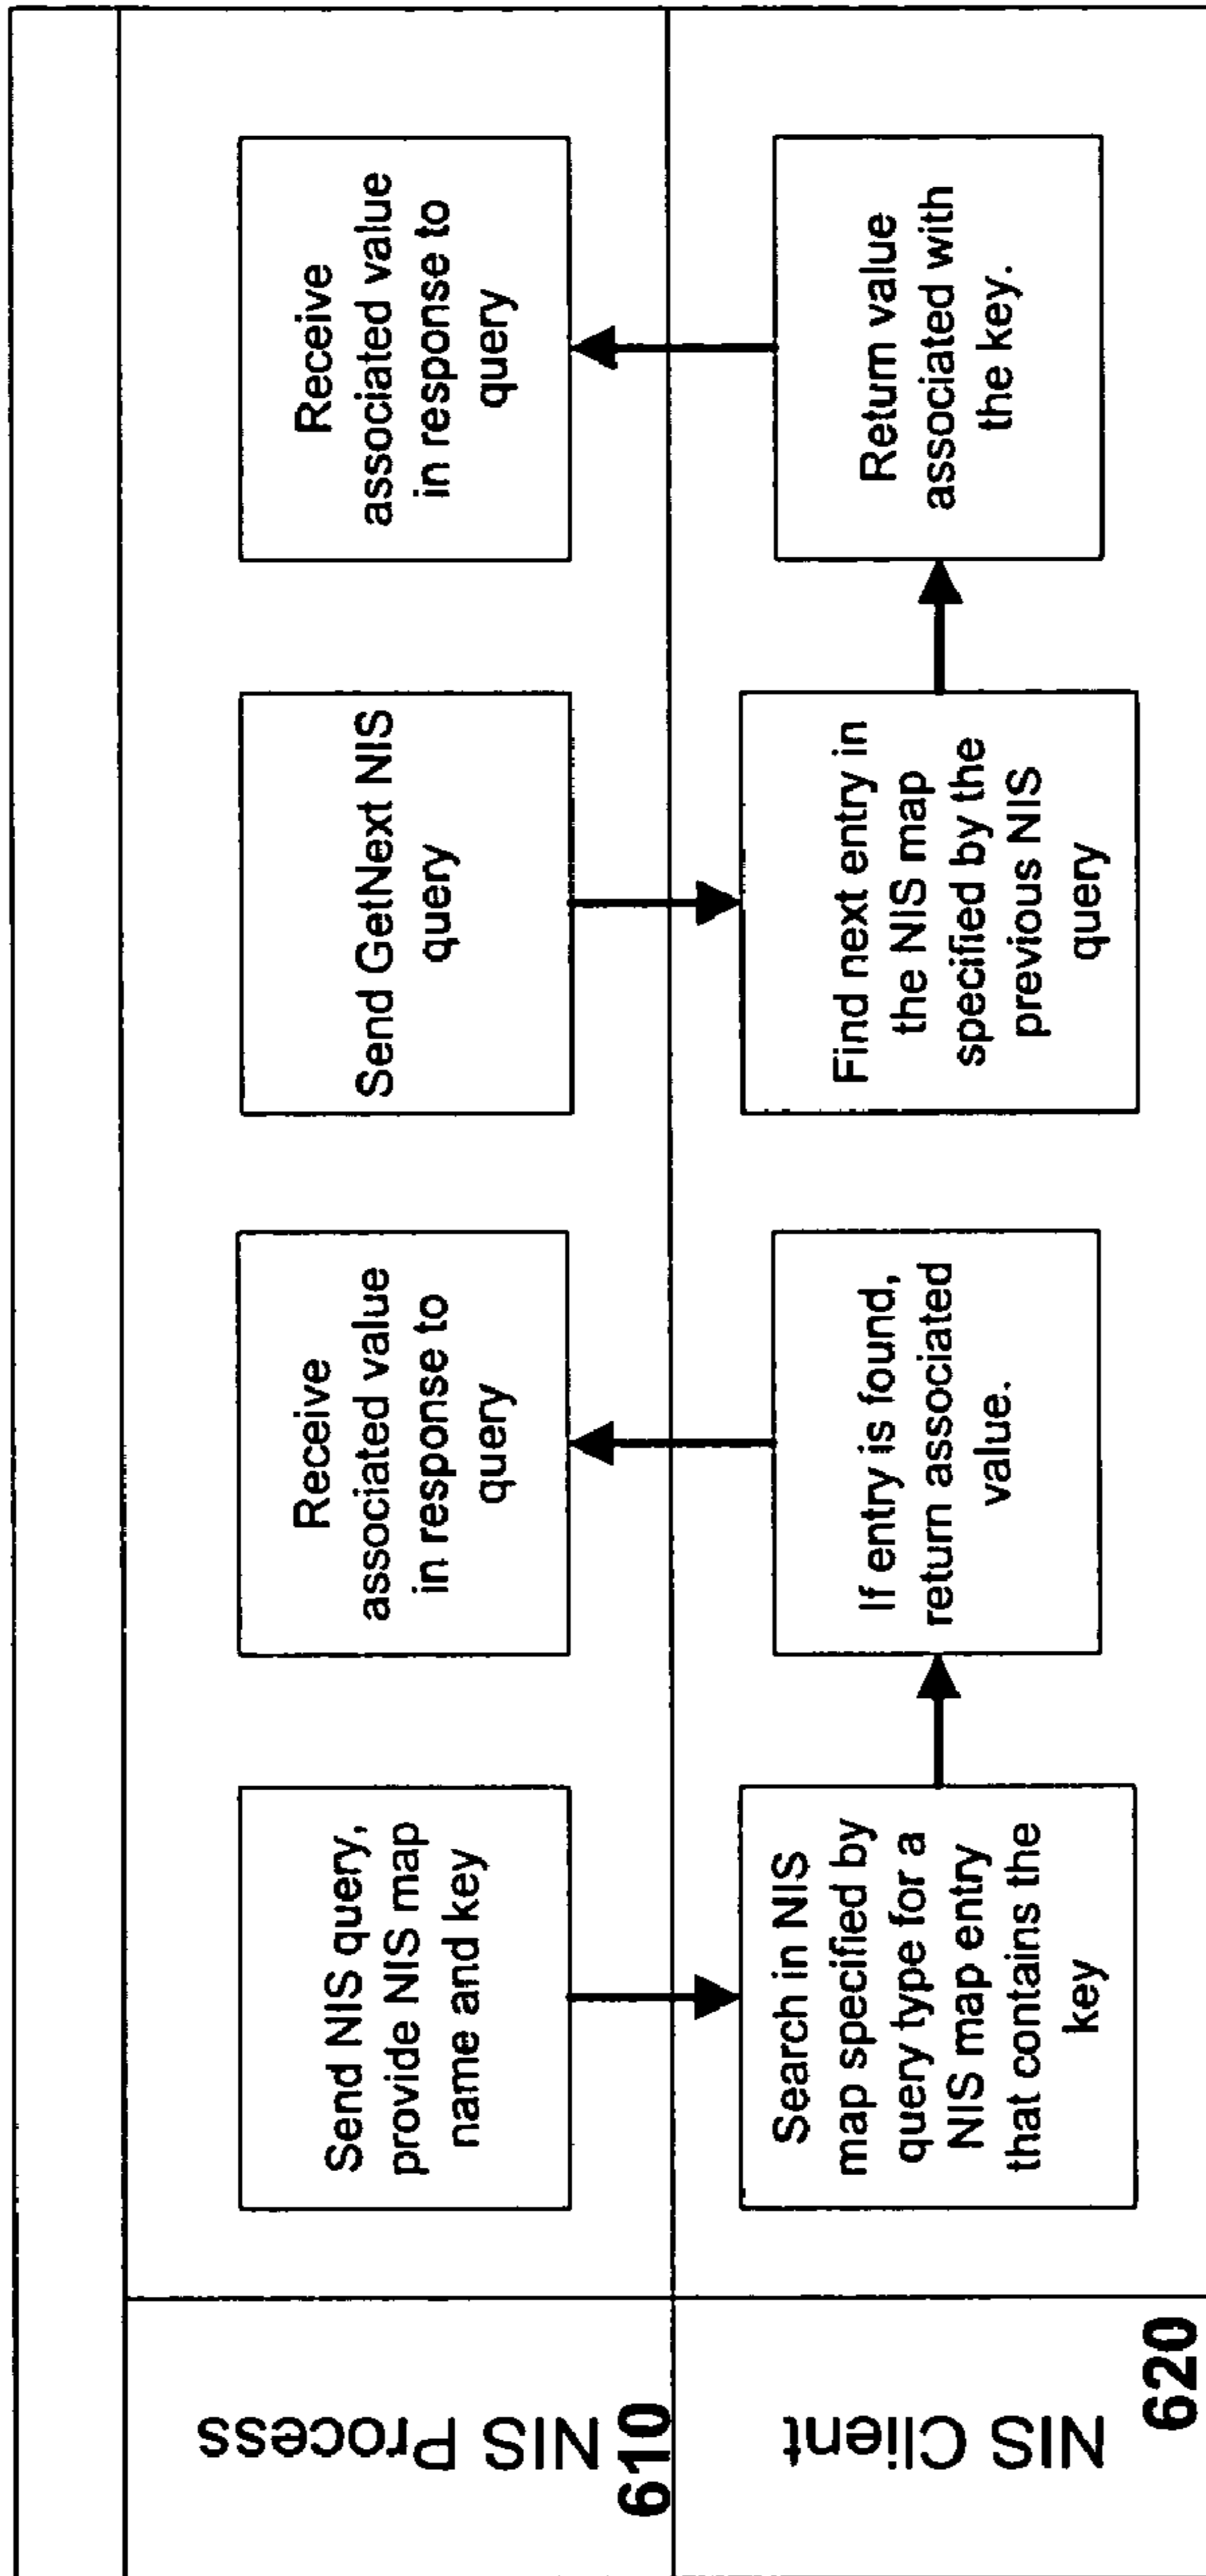 NIS Process
610
Send NIS query,
provide NIS map
name and key
Receive
associated value
in response to
query
Send GetNext NIS
query
Receive
associated value
in response to
query
NIS Client
620
Search in NIS
map specified by
query type for a
NIS map entry
that contains the
key
If entry is found,
return associated
value.
Find next entry in
the NIS map
specified by the
previous NIS
query
Return value
associated with
the key.